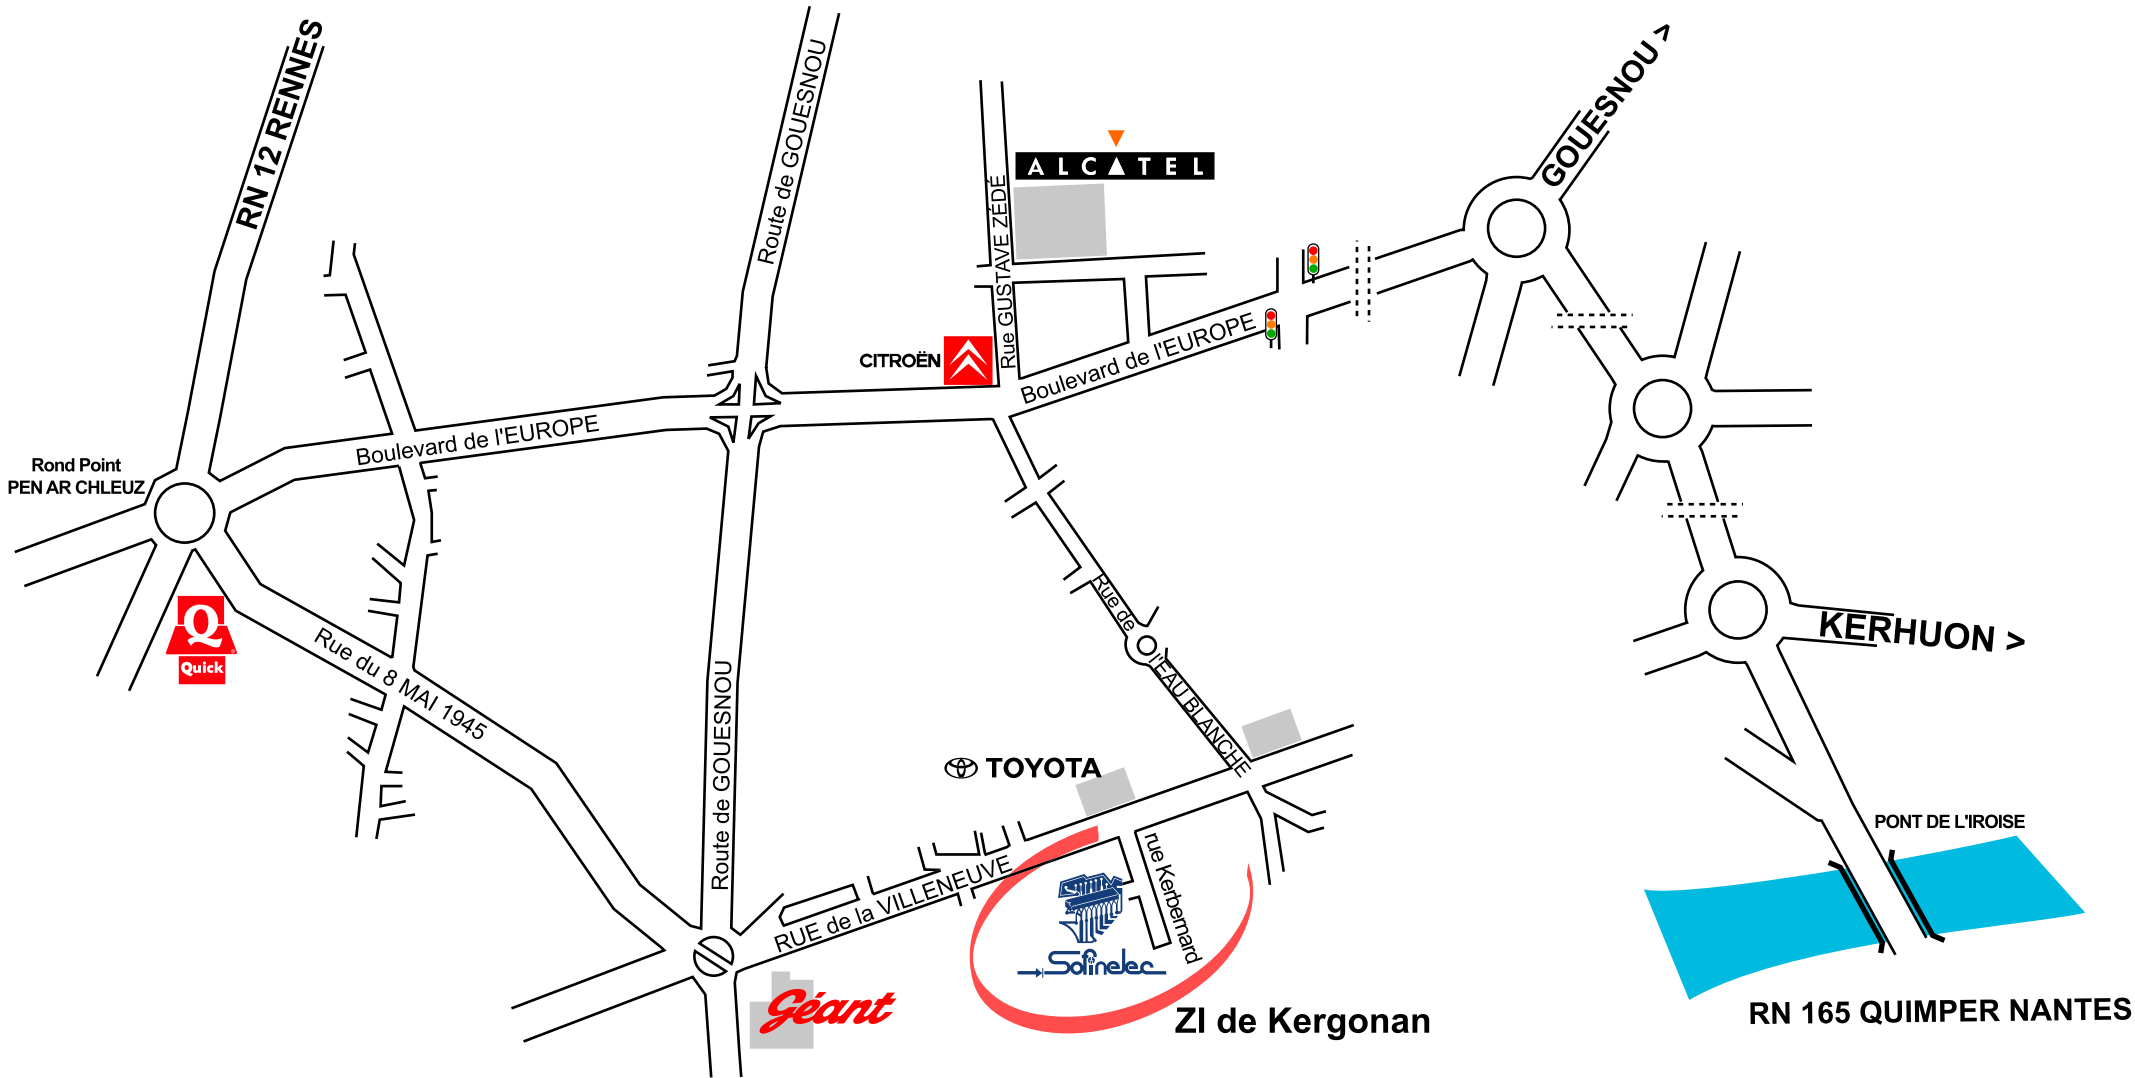 RN 12 RENNES
Route de GOUESNOU
GOUESNOU >
ALCATEL
Rue GUSTAVE ZÉDÉ
CITROËN
Boulevard de l'EUROPE
Boulevard de l'EUROPE
Rond Point
PEN AR CHLEUZ
Q
Quick
Rue du 8 MAI 1945
Route de GOUESNOU
Rue de
l'EAU BLANCHE
KERHUON >
TOYOTA
PONT DE L'IROISE
RUE de la VILLENEUVE
rue Kerbernard
Sofinelec
Géant
ZI de Kergonan
RN 165 QUIMPER NANTES